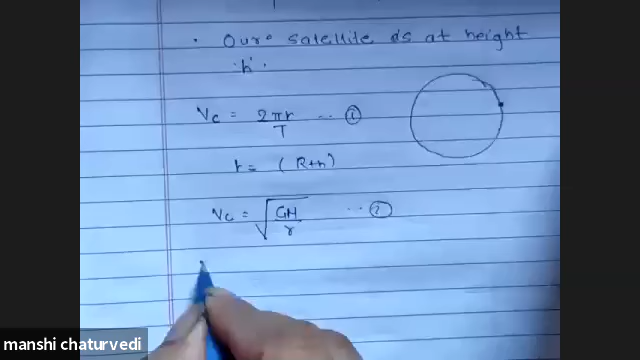 • Our satellite is at height
'h'.
Vc = 2πr / T ... ①
r = (R+h)
Vc = √(GM / r) ... ②
manshi chaturvedi